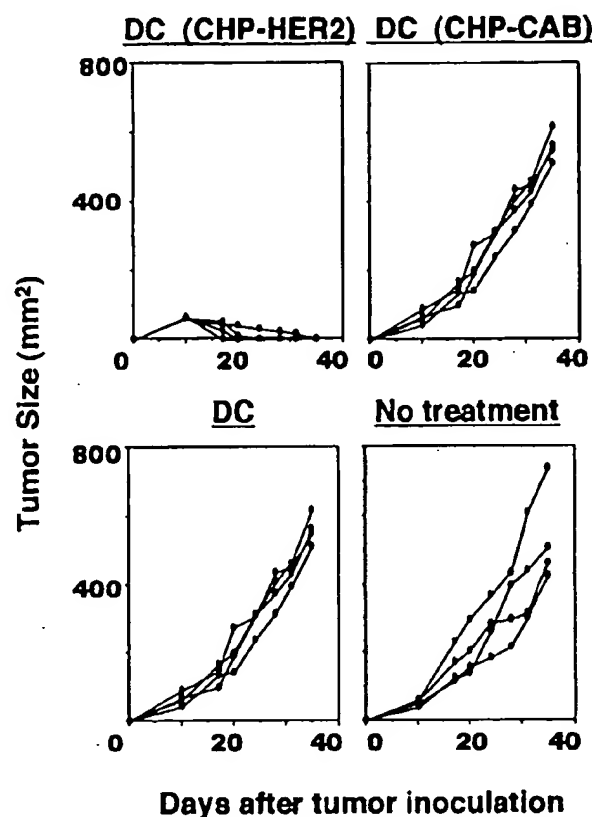 DC (CHP-HER2) DC (CHP-CAB)
800
400
0 20 40 0 20 40
DC No treatment
800
400
0 20 40 0 20 40
Tumor Size (mm²)
Days after tumor inoculation